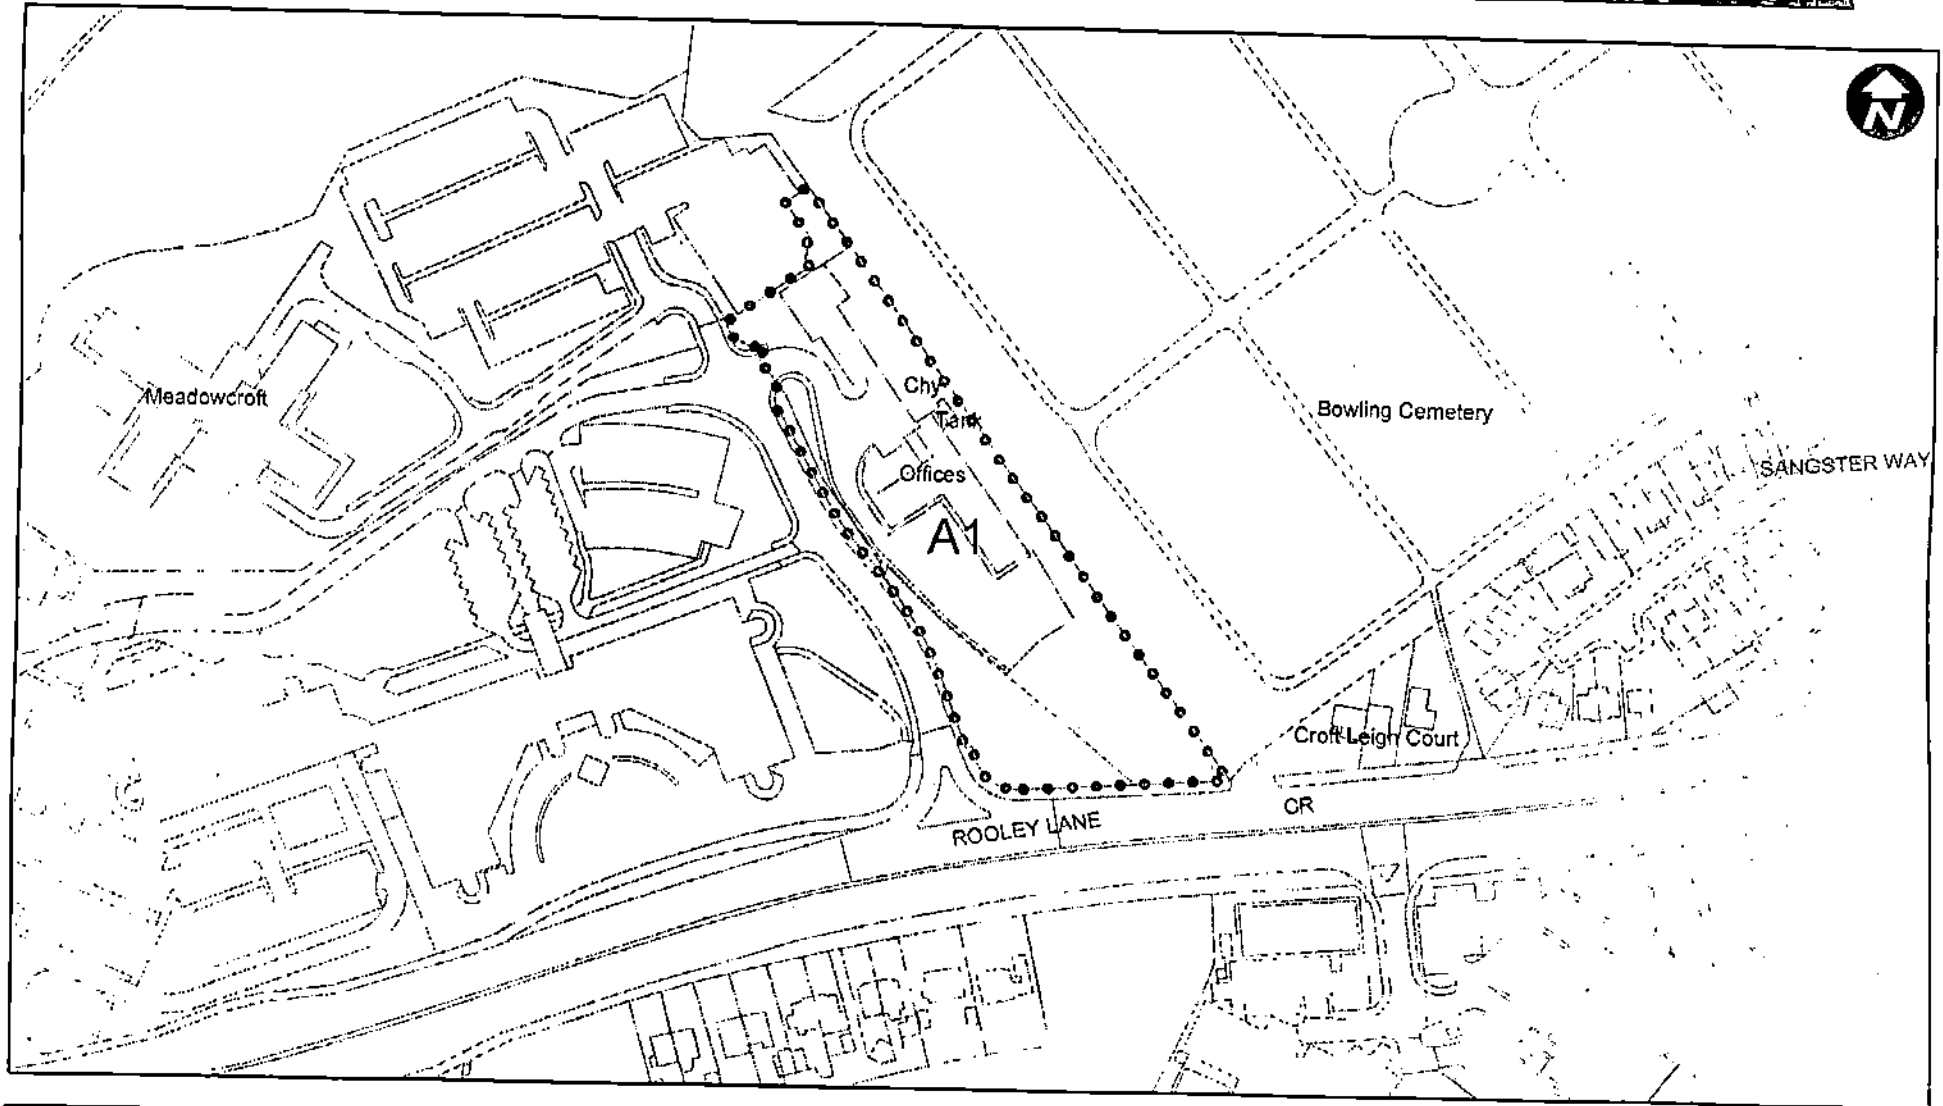 N
Meadowcroft
Chy
Tank
Bowling Cemetery
SANGSTER WAY
Offices
A1
Croft Leigh Court
CR
ROOLEY LANE